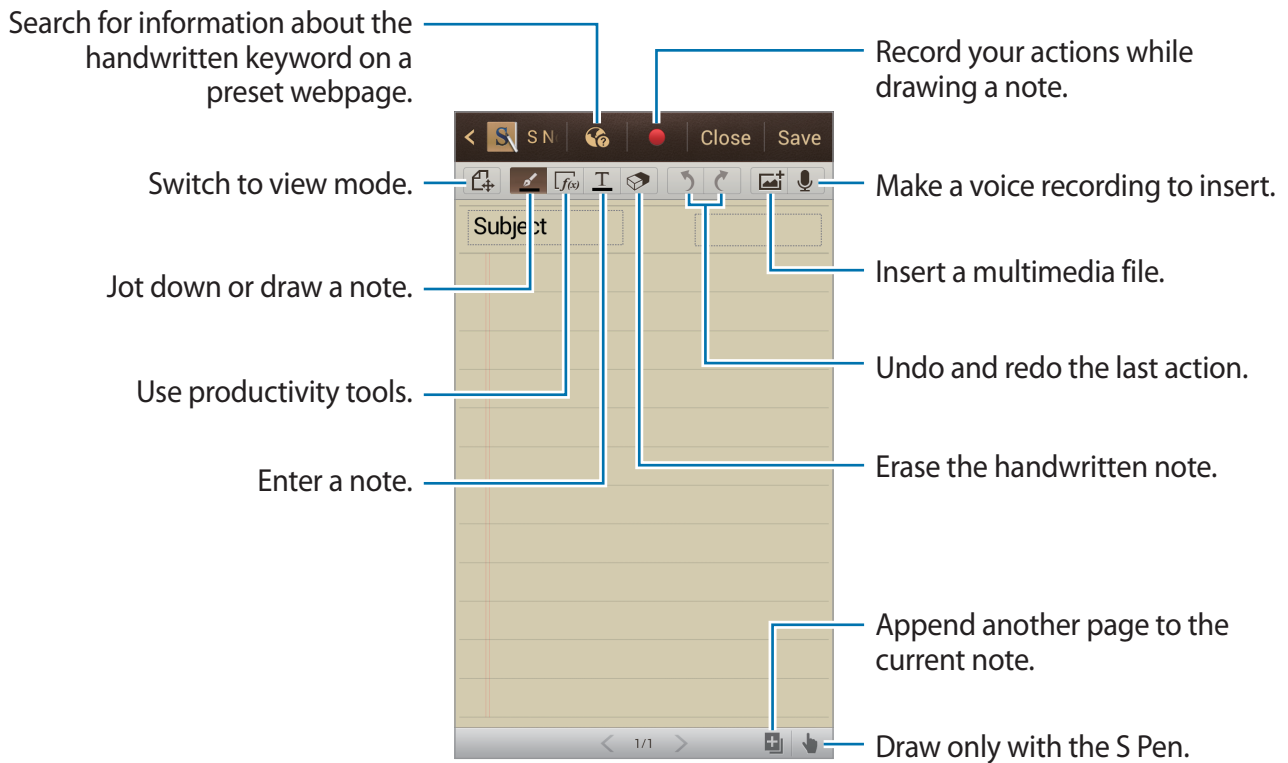 Search for information about the
handwritten keyword on a
preset webpage.
Record your actions while
drawing a note.
S N
Close
Save
Switch to view mode.
f(x)
T
Make a voice recording to insert.
Subject
Jot down or draw a note.
Insert a multimedia file.
Use productivity tools.
Undo and redo the last action.
Enter a note.
Erase the handwritten note.
Append another page to the
current note.
1/1
Draw only with the S Pen.